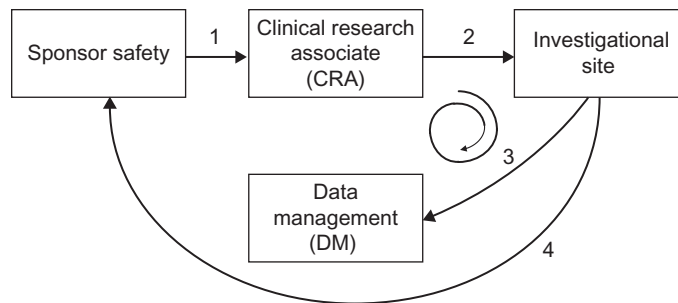 Sponsor safety
1
Clinical research
associate
(CRA)
2
Investigational
site
3
Data
management
(DM)
4